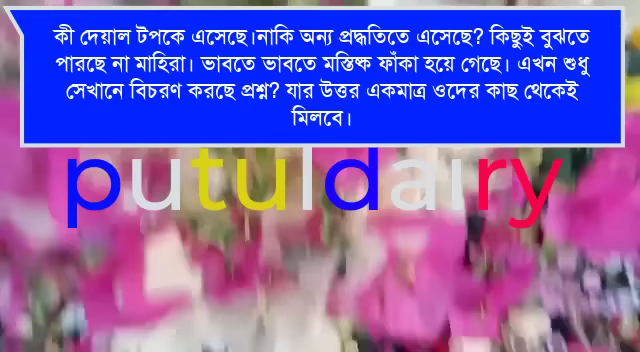 কী দেয়াল টপকে এসেছে।নাকি অন্য প্রদ্ধতিতে এসেছে? কিছুই বুঝতে
পারছে না মাহিরা। ভাবতে ভাবতে মস্তিষ্ক ফাঁকা হয়ে গেছে। এখন শুধু
সেখানে বিচরণ করছে প্রশ্ন? যার উত্তর একমাত্র ওদের কাছ থেকেই
মিলবে।
putuldairy